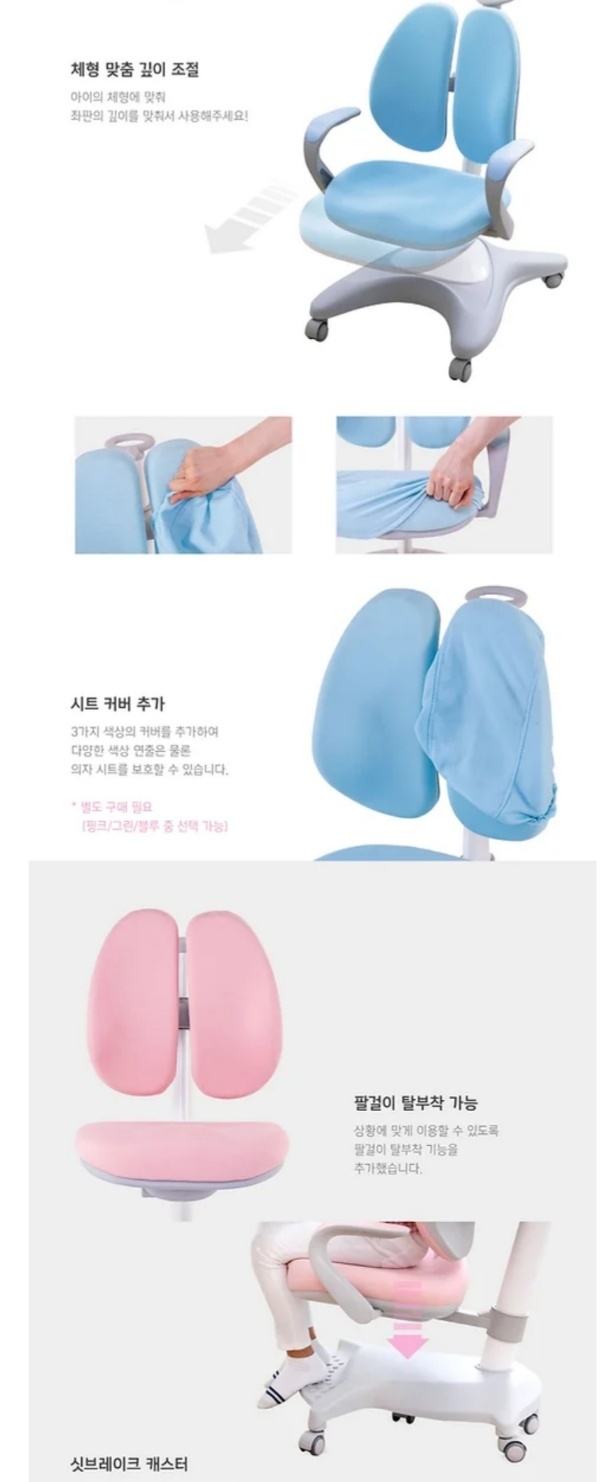 체형 맞춤 깊이 조절
아이의 체형에 맞춰
좌판의 깊이를 맞춰서 사용해주세요!
시트 커버 추가
3가지 색상의 커버를 추가하여
다양한 색상 연출은 물론
의자 시트를 보호할 수 있습니다.
* 별도 구매 필요
(핑크/그린/블루 중 선택 가능)
팔걸이 탈부착 가능
상황에 맞게 이용할 수 있도록
팔걸이 탈부착 기능을
추가했습니다.
싯브레이크 캐스터